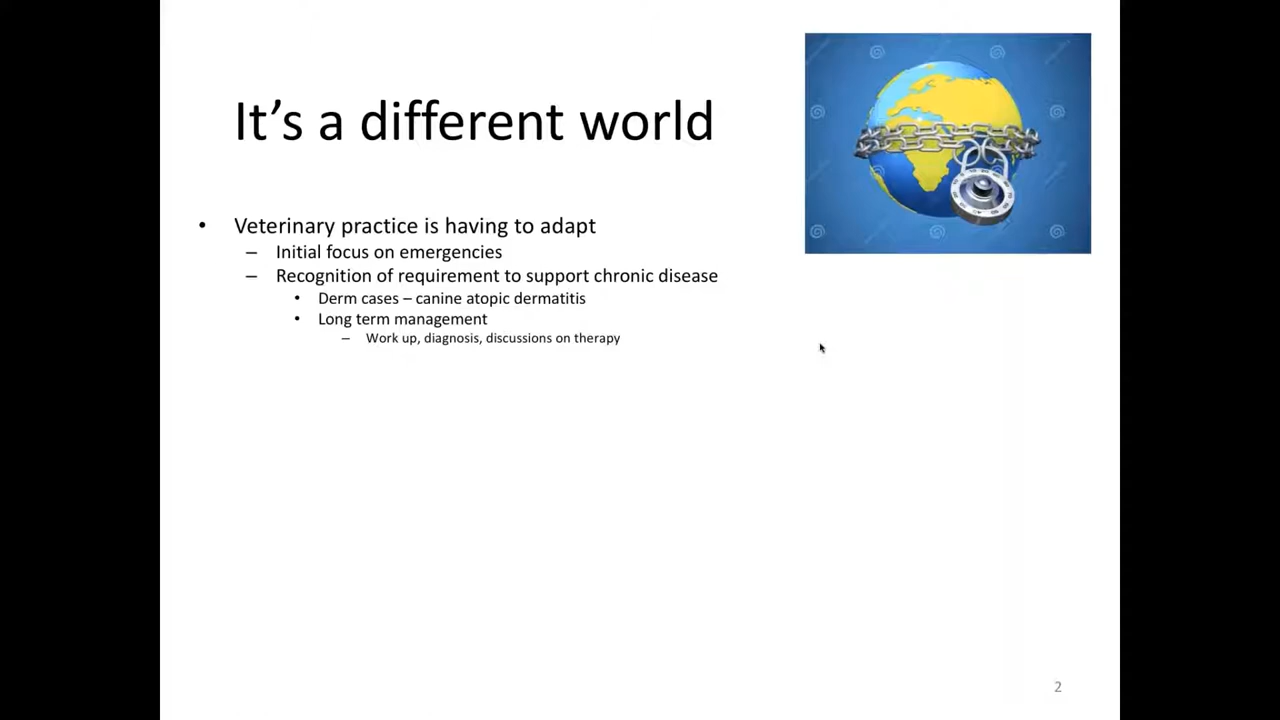 It's a different world
• Veterinary practice is having to adapt
– Initial focus on emergencies
– Recognition of requirement to support chronic disease
• Derm cases – canine atopic dermatitis
• Long term management
– Work up, diagnosis, discussions on therapy
2